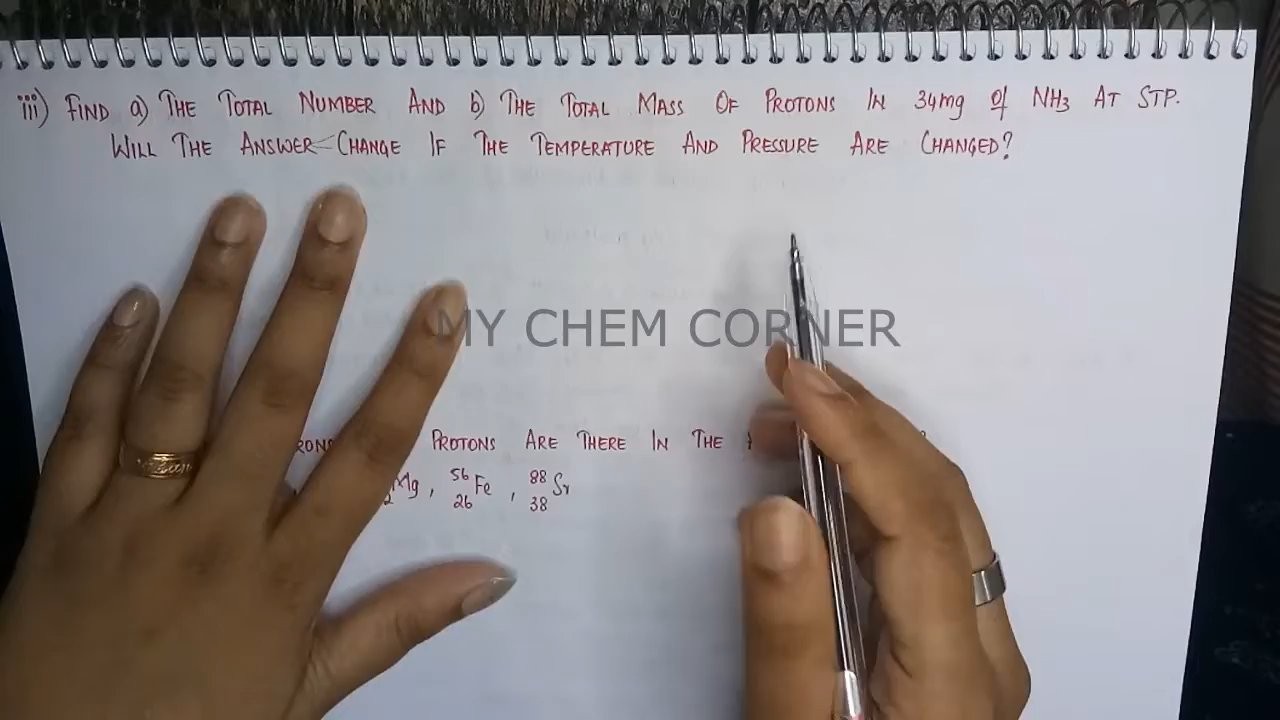 iii) FIND a) THE TOTAL NUMBER AND b) THE TOTAL MASS OF PROTONS IN 34mg of NH3 AT STP.
WILL THE ANSWER CHANGE IF THE TEMPERATURE AND PRESSURE ARE CHANGED?
MY CHEM CORNER
PROTONS ARE THERE IN THE
Mg, 56 26 Fe, 88 38 Sr